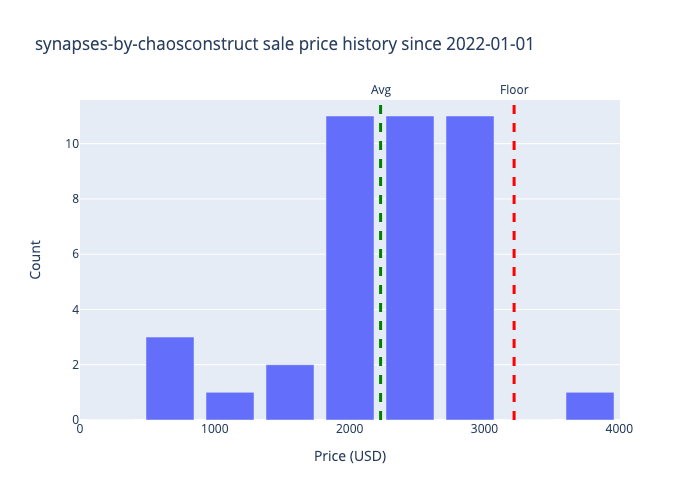 synapses-by-chaosconstruct sale price history since 2022-01-01
Avg
Floor
10
8
6
4
2
0
Count
0
1000
2000
3000
4000
Price (USD)